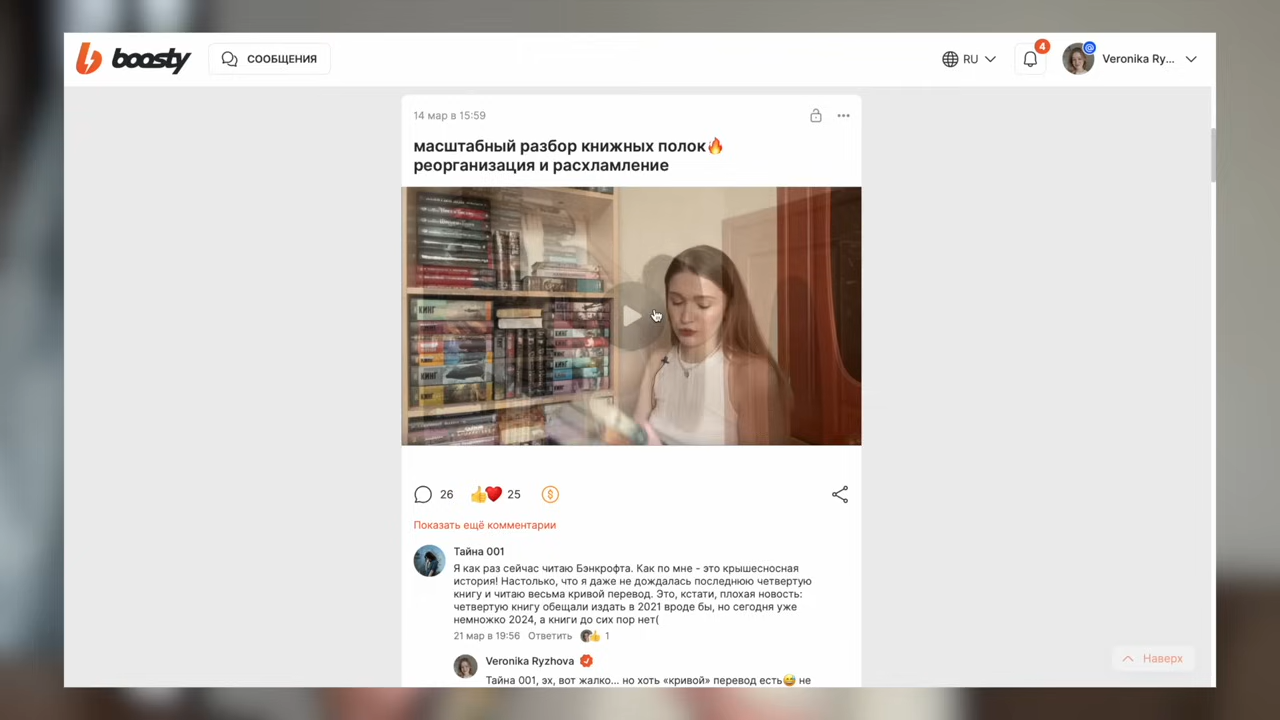 boosty
СООБЩЕНИЯ
RU
4
Veronika Ry...
14 мар в 15:59
масштабный разбор книжных полок🔥
реорганизация и расхламление
КИНГ
КИНГ
КИНГ
КИНГ
26
25
Показать ещё комментарии
Тайна 001
Я как раз сейчас читаю Бэнкрофта. Как по мне - это крышесносная
история! Настолько, что я даже не дождалась последнюю четвертую
книгу и читаю весьма кривой перевод. Это, кстати, плохая новость:
четвертую книгу обещали издать в 2021 вроде бы, но сегодня уже
немножко 2024, а книги до сих пор нет(
21 мар в 19:56 Ответить 1
Veronika Ryzhova
Тайна 001, эх, вот жалко... но хоть «кривой» перевод есть😅 не
Наверх